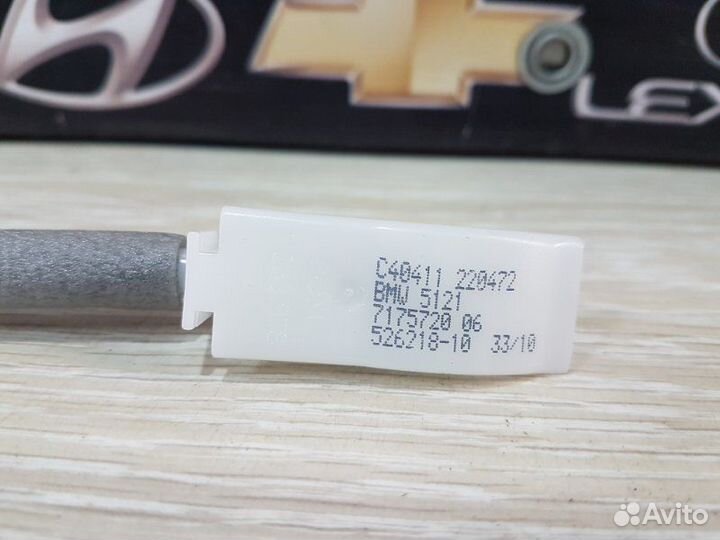 LEX
C40411 220472
BMW 5121
7175720 06
526218-10 33/10
Avito